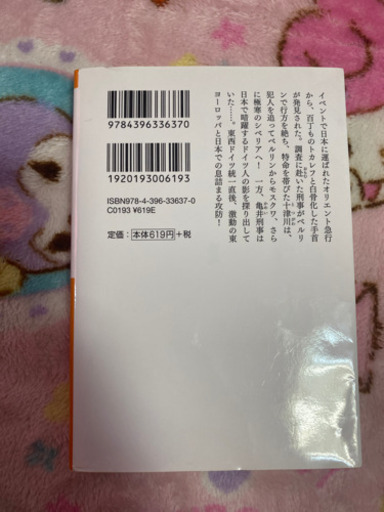 イベントで日本に運ばれたオリエント急行
から、百丁ものトカレフと白骨化した手首
が発見された。調査に赴いた刑事がベルリ
ンで行方を絶ち、特命を帯びた十津川は、
犯人を追ってベルリンからモスクワ、さら
に極寒のシベリアへ！　一方、亀井刑事は
日本で暗躍するドイツ人の影を探り出して
いた……。東西ドイツ統一直後、激動の東
ヨーロッパと日本での息詰まる攻防！
9784396336370
1920193006193
ISBN978-4-396-33637-0
C0193 ¥619E
定価：本体619円＋税